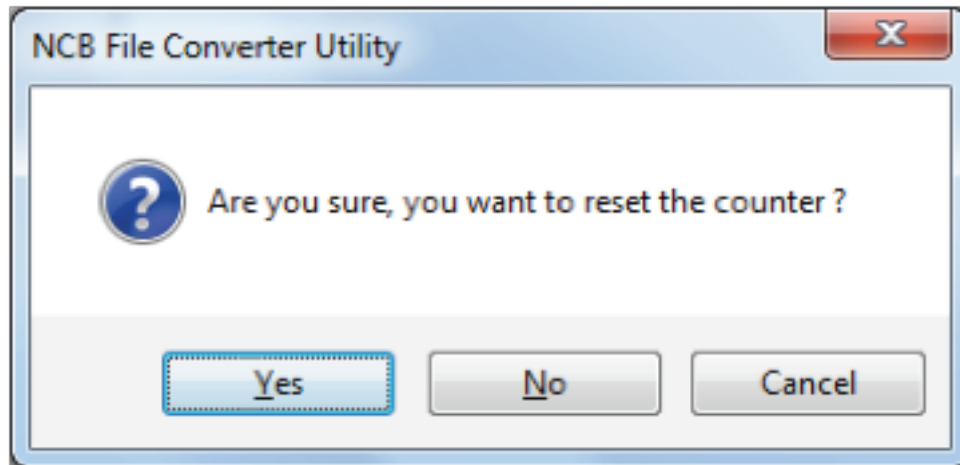 NCB File Converter Utility
Are you sure, you want to reset the counter ?
Yes No Cancel